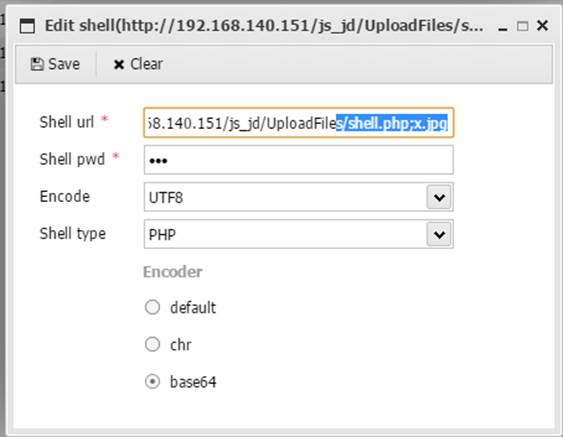 Edit shell(http://192.168.140.151/js_jd/UploadFiles/s...
Save Clear
Shell url * 58.140.151/js_jd/UploadFiles/shell.php;x.jpg
Shell pwd * •••
Encode UTF8
Shell type PHP
Encoder
default
chr
base64